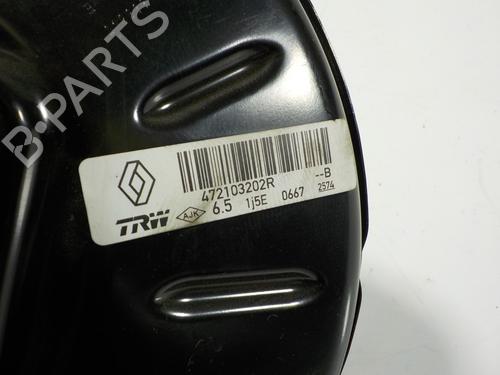 B-PARTS
472103202R
--B
TRW
AJK
6.5 1j5E 0667 2574